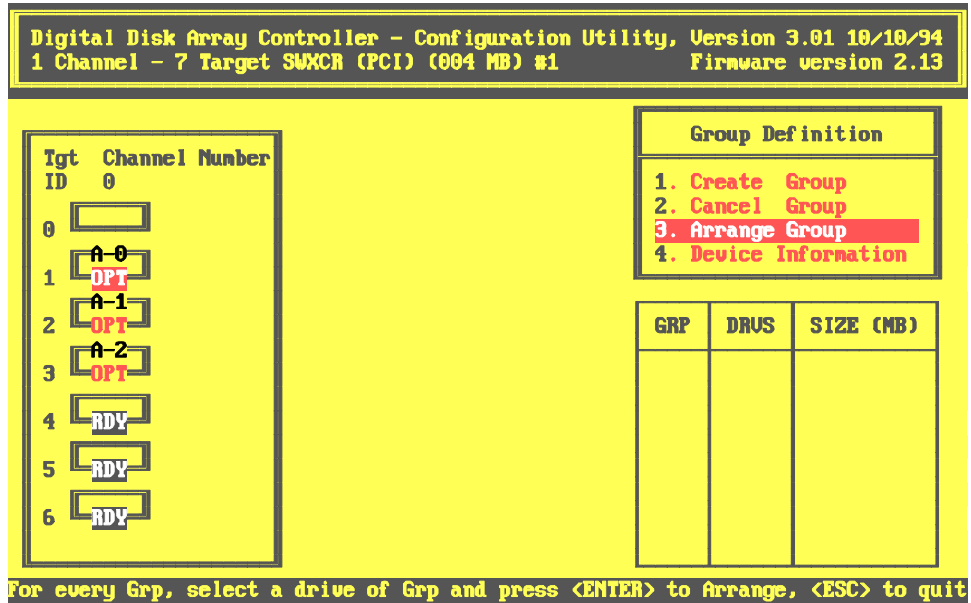 Digital Disk Array Controller - Configuration Utility, Version 3.01 10/10/94
1 Channel - 7 Target SWXCR (PCI) (004 MB) #1 Firmware version 2.13
Tgt Channel Number
ID 0
0
A-0
1 OPT
A-1
2 OPT
A-2
3 OPT
4 RDY
5 RDY
6 RDY
Group Definition
1. Create Group
2. Cancel Group
3. Arrange Group
4. Device Information
GRP DRVS SIZE (MB)
For every Grp, select a drive of Grp and press <ENTER> to Arrange, <ESC> to quit